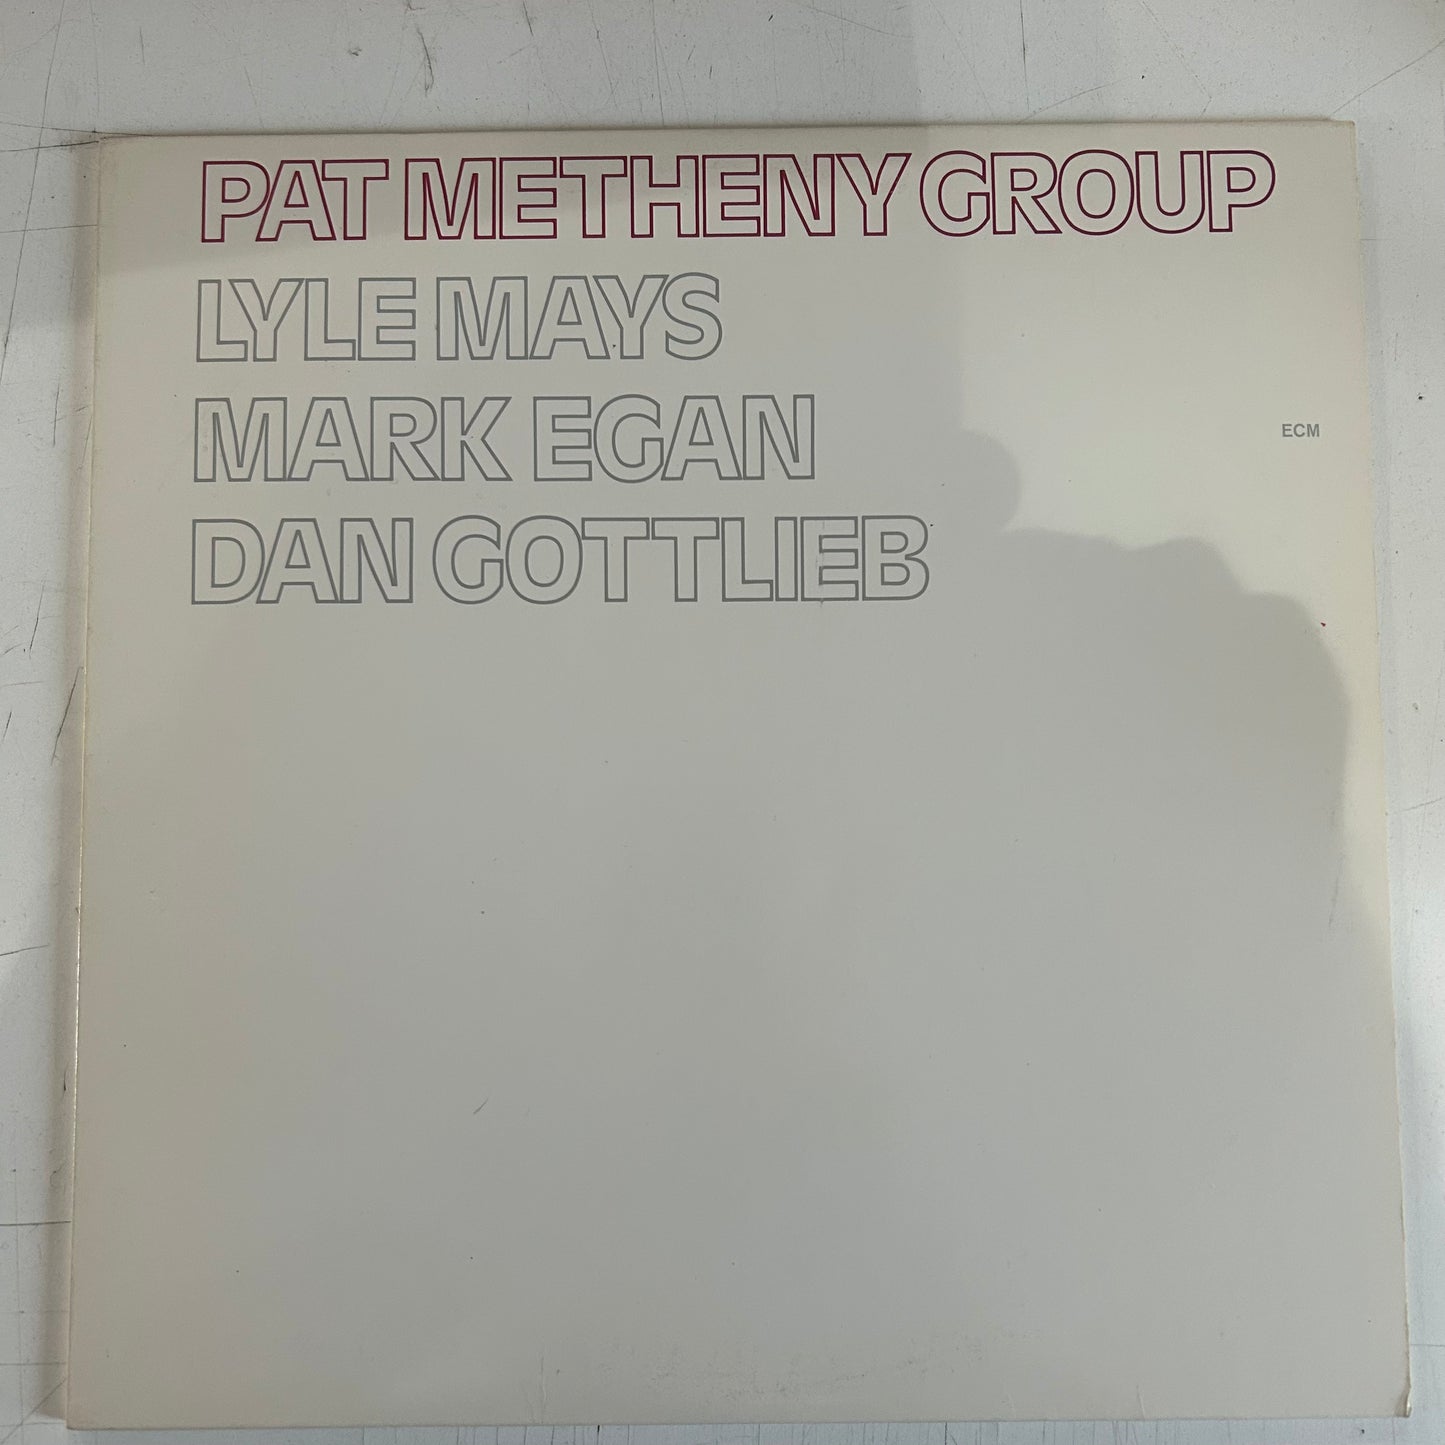 PAT METHENY GROUP
LYLE MAYS
MARK EGAN
ECM
DAN GOTTLIEB